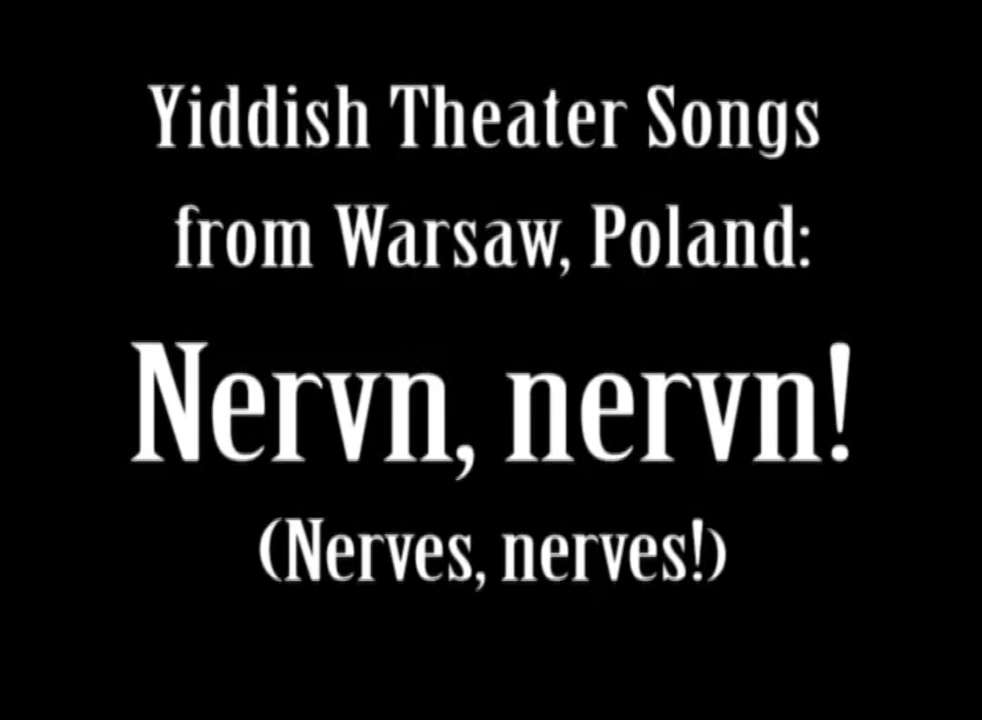 Yiddish Theater Songs
from Warsaw, Poland:
Nervn, nervn!
(Nerves, nerves!)